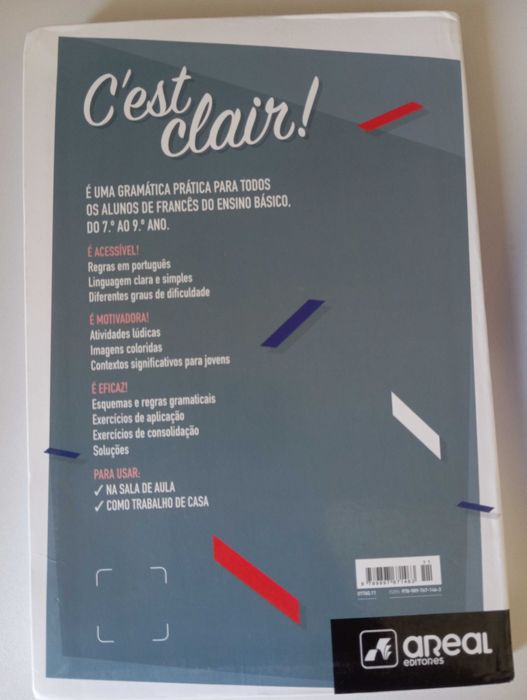 C'est
clair!
É UMA GRAMÁTICA PRÁTICA PARA TODOS
OS ALUNOS DE FRANCÊS DO ENSINO BÁSICO,
DO 7.º AO 9.º ANO.
É ACESSÍVEL!
Regras em português
Linguagem clara e simples
Diferentes graus de dificuldade
É MOTIVADORA!
Atividades lúdicas
Imagens coloridas
Contextos significativos para jovens
É EFICAZ!
Esquemas e regras gramaticais
Exercícios de aplicação
Exercícios de consolidação
Soluções
PARA USAR:
✓ NA SALA DE AULA
✓ COMO TRABALHO DE CASA
areal
EDITORES